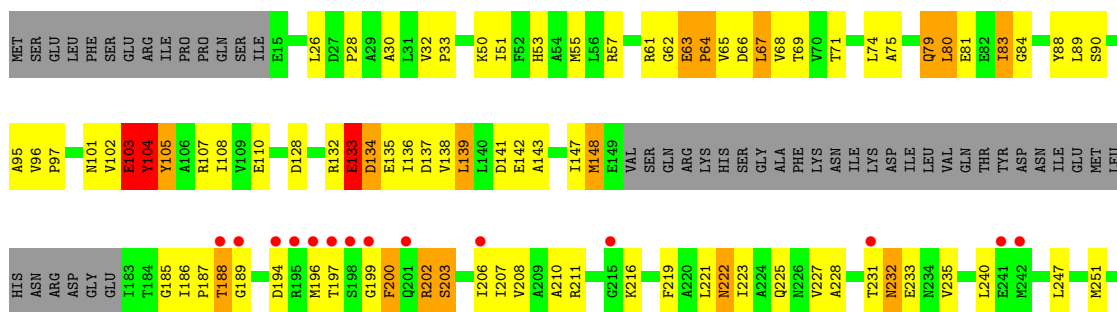 MET SER GLU LEU PHE SER GLU ARG ILE PRO PRO GLN SER ILE E15 L26 D27 P28 A29 A30 L31 V32 P33 K50 I51 F52 H53 A54 M55 L56 R57 R61 G62 E63 P64 V65 D66 L67 V68 T69 V70 T71 L74 A75 Q79 L80 E81 E82 I83 G84 Y88 L89 S90
A95 V96 P97 N101 V102 E103 Y104 Y105 A106 R107 I108 V109 E110 D128 R132 E133 D134 E135 I136 D137 V138 L139 L140 D141 E142 A143 I147 M148 E149 VAL SER GLN ARG LYS HIS SER GLY ALA PHE LYS ASN ILE LYS ASP ILE LEU VAL GLN THR TYR ASP ASN ILE GLU MET LEU
HIS ASN ARG ASP GLY GLU I183 T184 G185 I186 P187 T188 G189 D194 R195 M196 T197 S198 G199 F200 Q201 R202 S203 I206 I207 V208 A209 A210 R211 G215 K216 F219 A220 L221 N222 I223 A224 Q225 N226 V227 A228 T231 N232 E233 N234 V235 L240 E241 M242 L247 M251